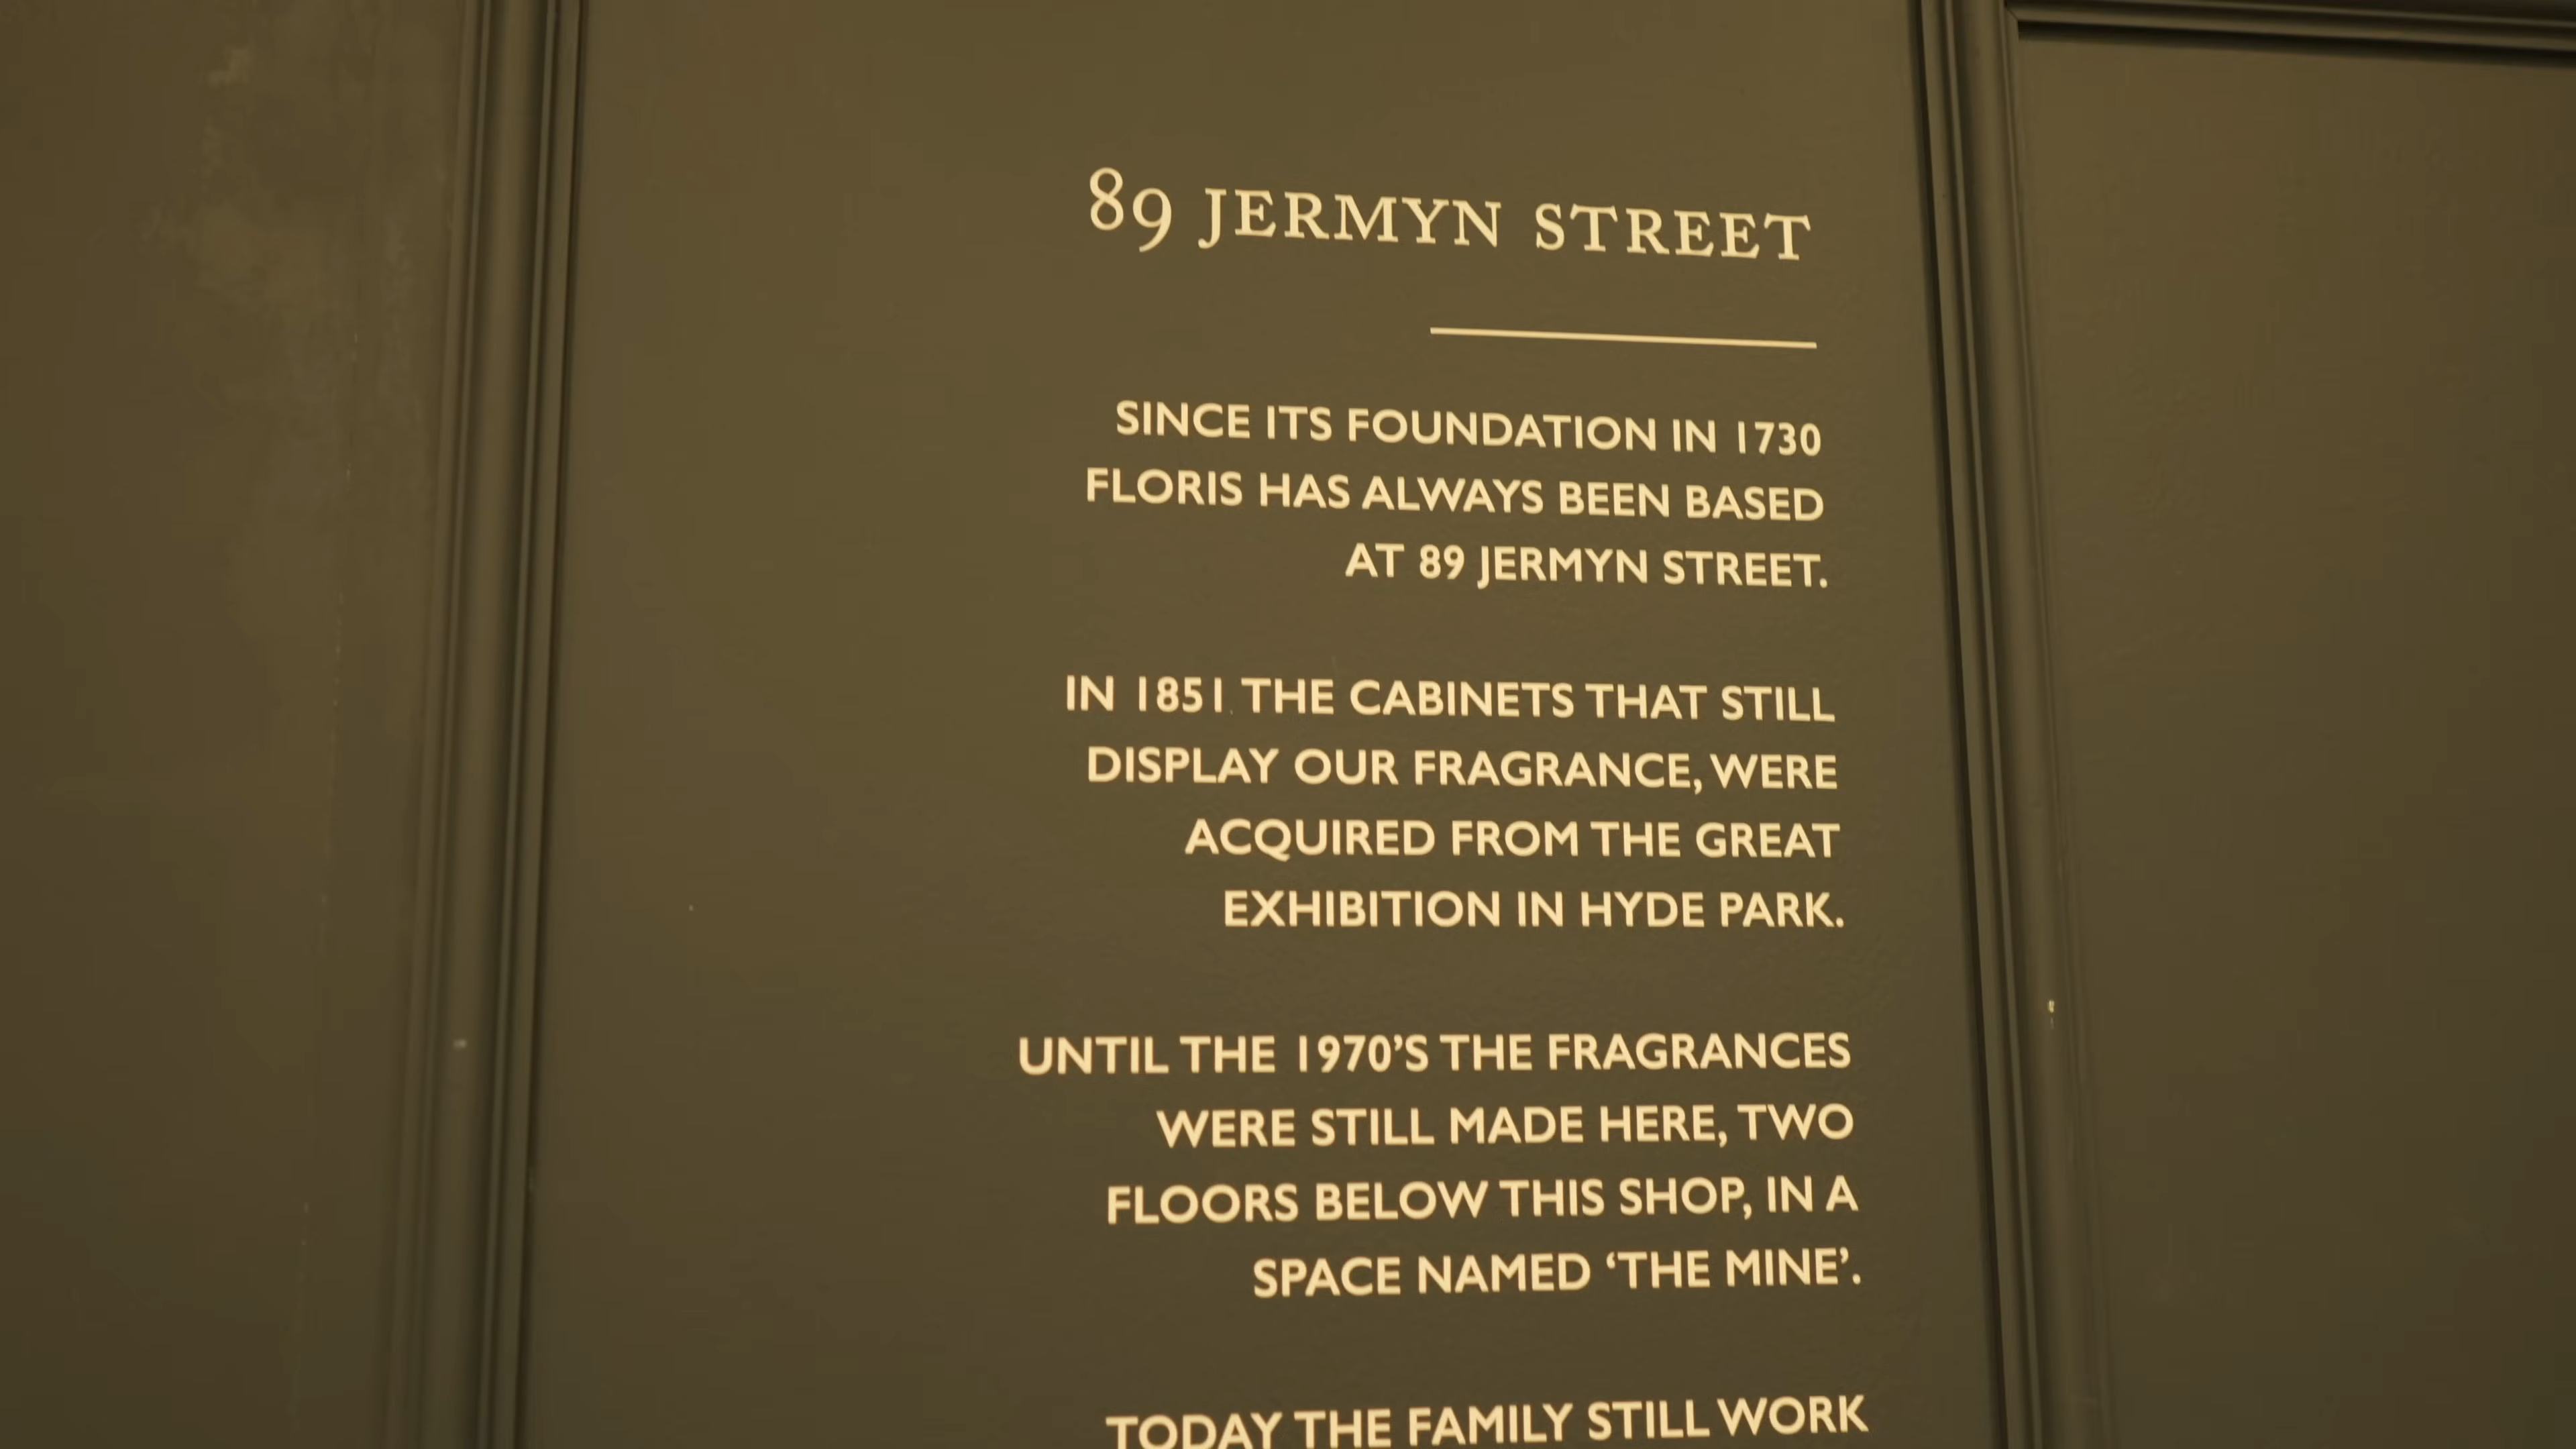 89 JERMYN STREET
SINCE ITS FOUNDATION IN 1730
FLORIS HAS ALWAYS BEEN BASED
AT 89 JERMYN STREET.
IN 1851 THE CABINETS THAT STILL
DISPLAY OUR FRAGRANCE, WERE
ACQUIRED FROM THE GREAT
EXHIBITION IN HYDE PARK.
UNTIL THE 1970’S THE FRAGRANCES
WERE STILL MADE HERE, TWO
FLOORS BELOW THIS SHOP, IN A
SPACE NAMED ‘THE MINE’.
TODAY THE FAMILY STILL WORK